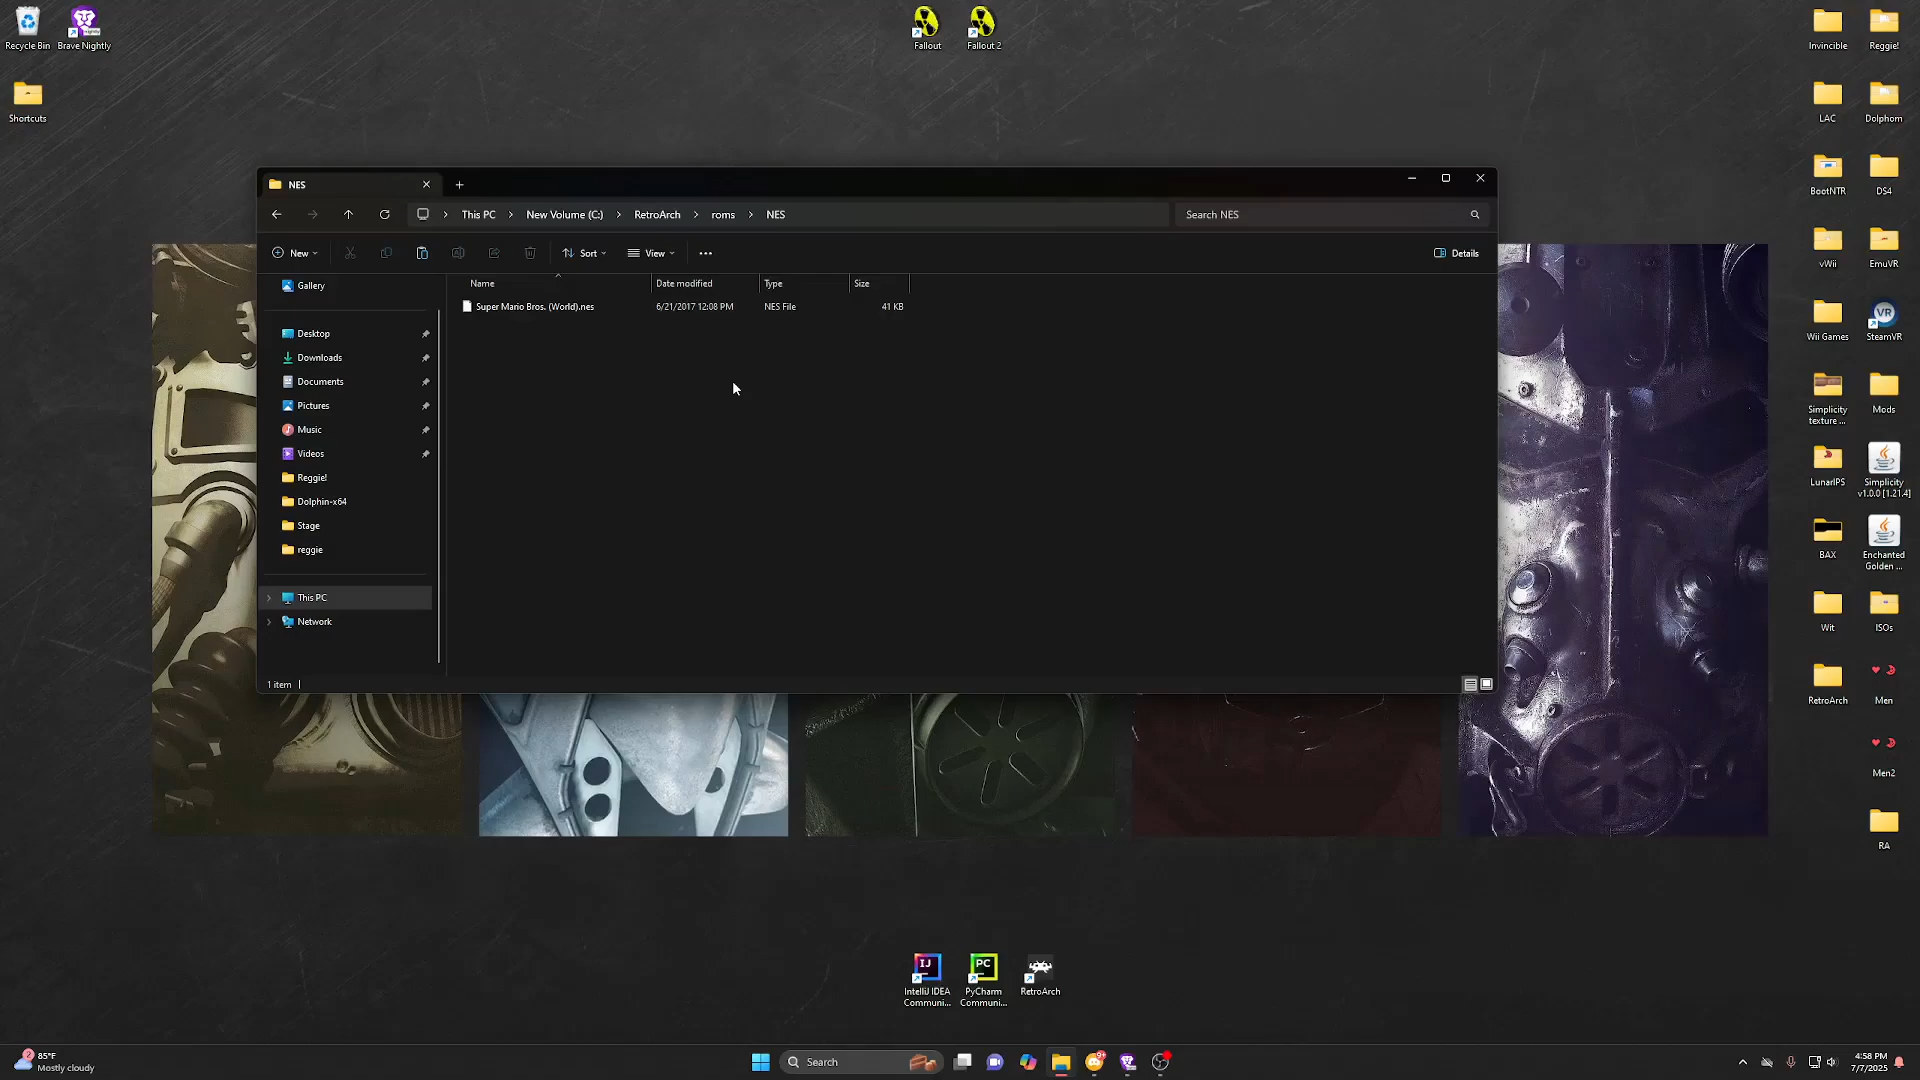 Recycle Bin
Brave Nightly
Shortcuts
Fallout
Fallout 2
Invincible
Reggie!
LAC
Dolphom
BootNTR
DS4
vWii
EmuVR
Wii Games
SteamVR
Simplicity
texture ...
Mods
LunarIPS
Simplicity
v1.0.0 [1.21.4]
BAX
Enchanted
Golden ...
Wit
ISOs
RetroArch
Men
Men2
RA
NES
This PC > New Volume (C:) > RetroArch > roms > NES
Search NES
New
Sort
View
Details
Name Date modified Type Size
Super Mario Bros. (World).nes 6/21/2017 12:08 PM NES File 41 KB
Gallery
Desktop
Downloads
Documents
Pictures
Music
Videos
Reggie!
Dolphin-x64
Stage
reggie
This PC
Network
1 item
IJ
IntelliJ IDEA
Communi...
PC
PyCharm
Communi...
RetroArch
85°F
Mostly cloudy
Search
4:58 PM
7/7/2025